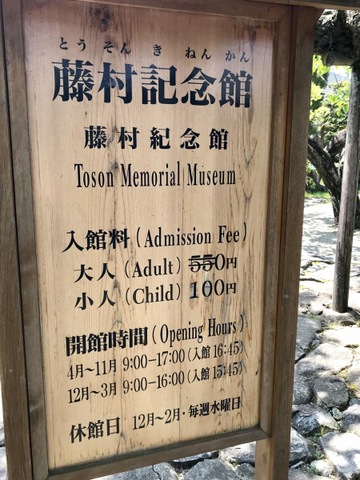 とうそんきねんかん
藤村記念館
藤村紀念館
Toson Memorial Museum
入館料 (Admission Fee)
大人 (Adult) 550円
小人 (Child) 100円
開館時間 (Opening Hours)
4月〜11月 9:00-17:00 (入館16:45)
12月〜3月 9:00-16:00 (入館15:45)
休館日 12月〜2月・毎週水曜日